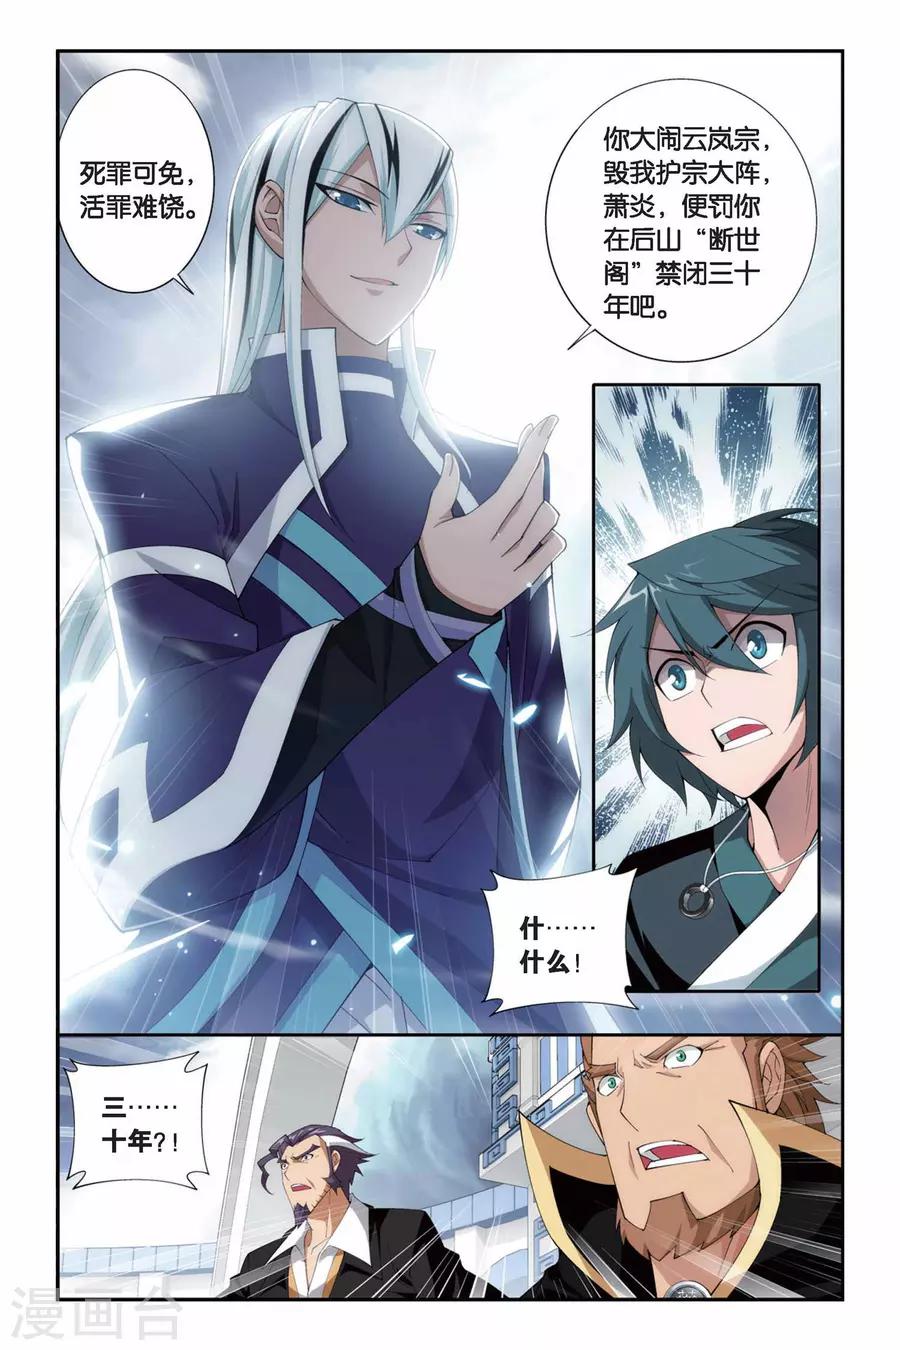 死罪可免，
活罪难饶。
你大闹云岚宗，
毁我护宗大阵，
萧炎，便罚你
在后山“断世
阁”禁闭三十
年吧。
什……
什么！
三……
十年？！
漫画台